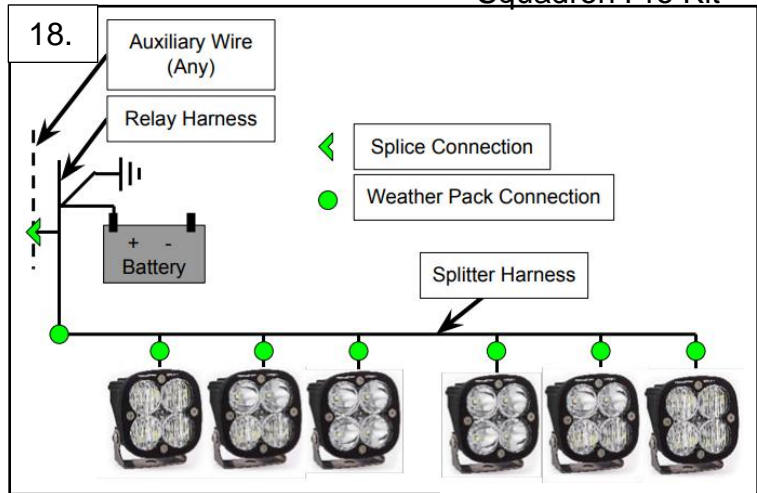 18.
Auxiliary Wire
(Any)
Relay Harness
Splice Connection
Weather Pack Connection
+ -
Battery
Splitter Harness